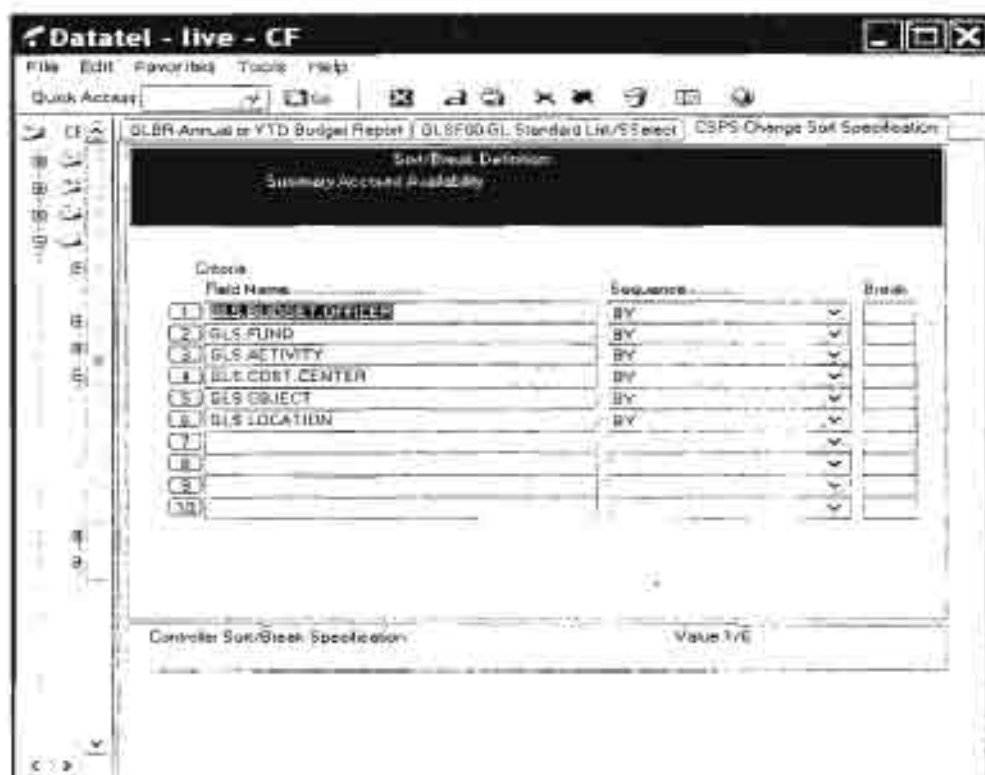 Datatel - live - CF
File Edit Favorites Tools Help
Quick Access Go
CF
GLBR-Annual or YTD Budget Report GLSF00-GL Standard List/SSelect CSPS-Change Sort Specification
Sort/Break Definition
Summary Account Availability
Criteria
Field Name Sequence Break
1 GLS.BUDGET.OFFICER BY
2 GLS.FUND BY
3 GLS.ACTIVITY BY
4 GLS.COST.CENTER BY
5 GLS.OBJECT BY
6 GLS.LOCATION BY
7
8
9
10
Controller Sort/Break Specification Value 1/6